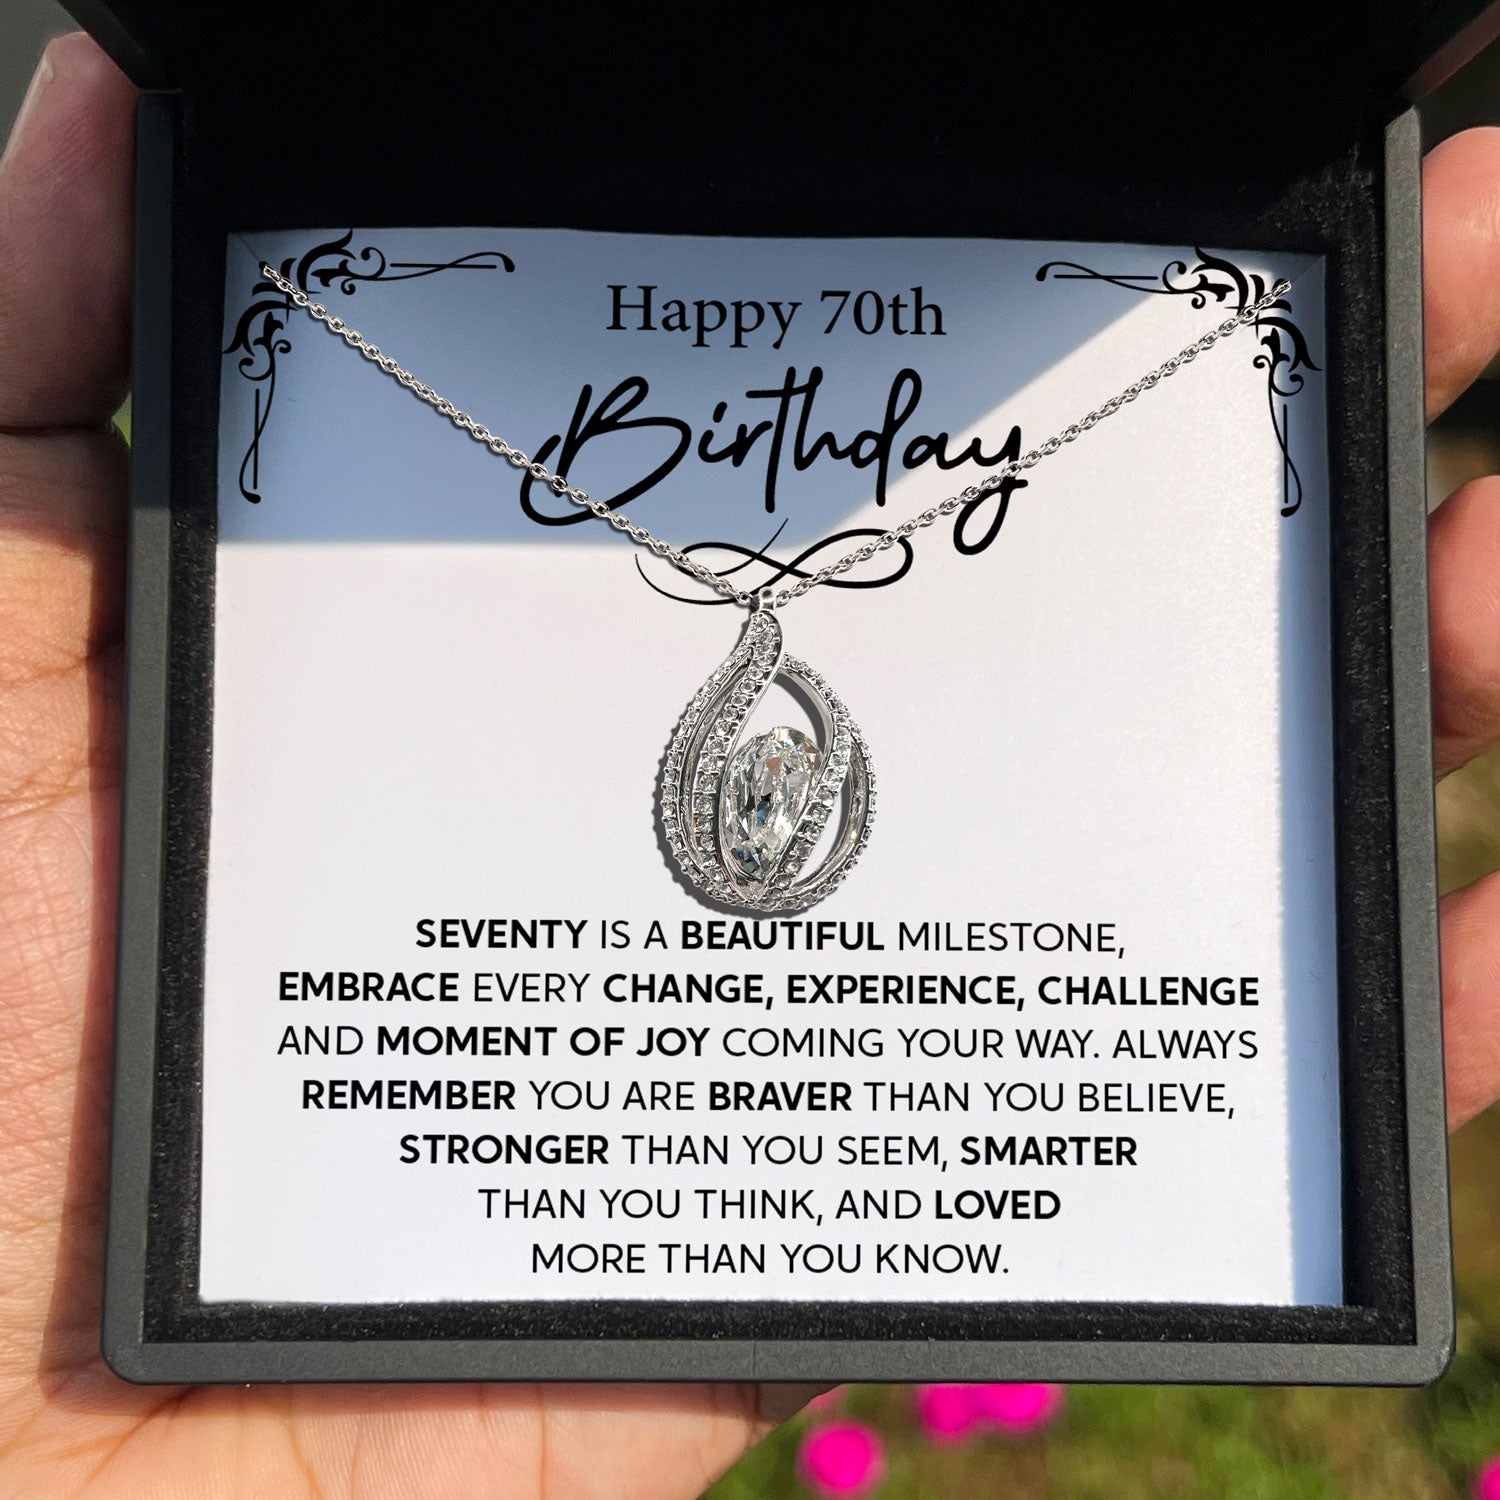 Happy 70th
Birthday
SEVENTY IS A BEAUTIFUL MILESTONE,
EMBRACE EVERY CHANGE, EXPERIENCE, CHALLENGE
AND MOMENT OF JOY COMING YOUR WAY. ALWAYS
REMEMBER YOU ARE BRAVER THAN YOU BELIEVE,
STRONGER THAN YOU SEEM, SMARTER
THAN YOU THINK, AND LOVED
MORE THAN YOU KNOW.